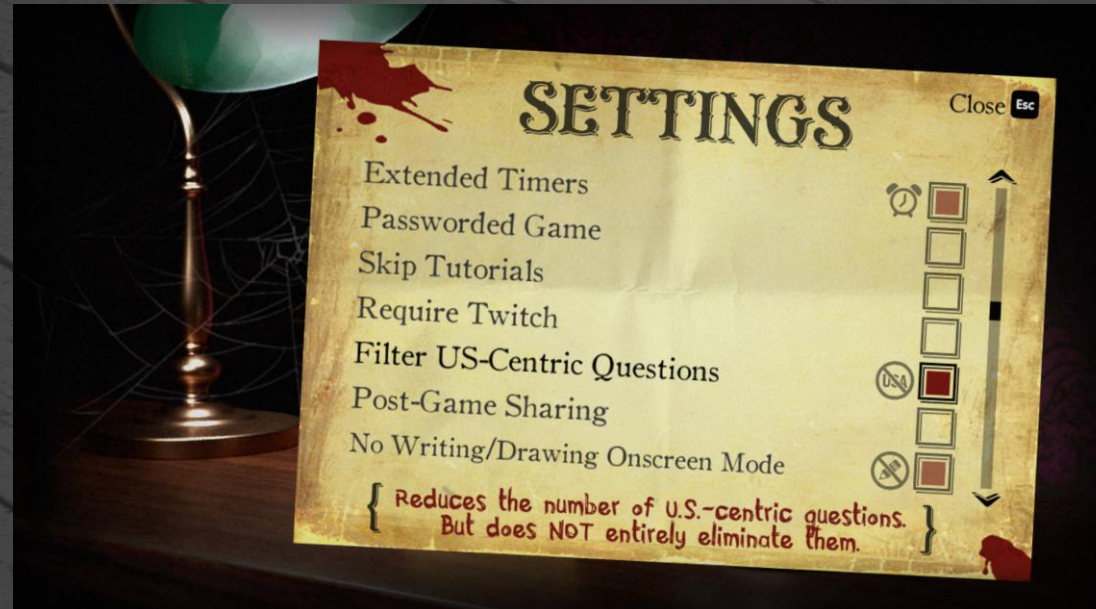 SETTINGS
Close Esc
Extended Timers
Passworded Game
Skip Tutorials
Require Twitch
Filter US-Centric Questions
USA
Post-Game Sharing
No Writing/Drawing Onscreen Mode
{ Reduces the number of U.S.-centric questions.
But does NOT entirely eliminate them. }